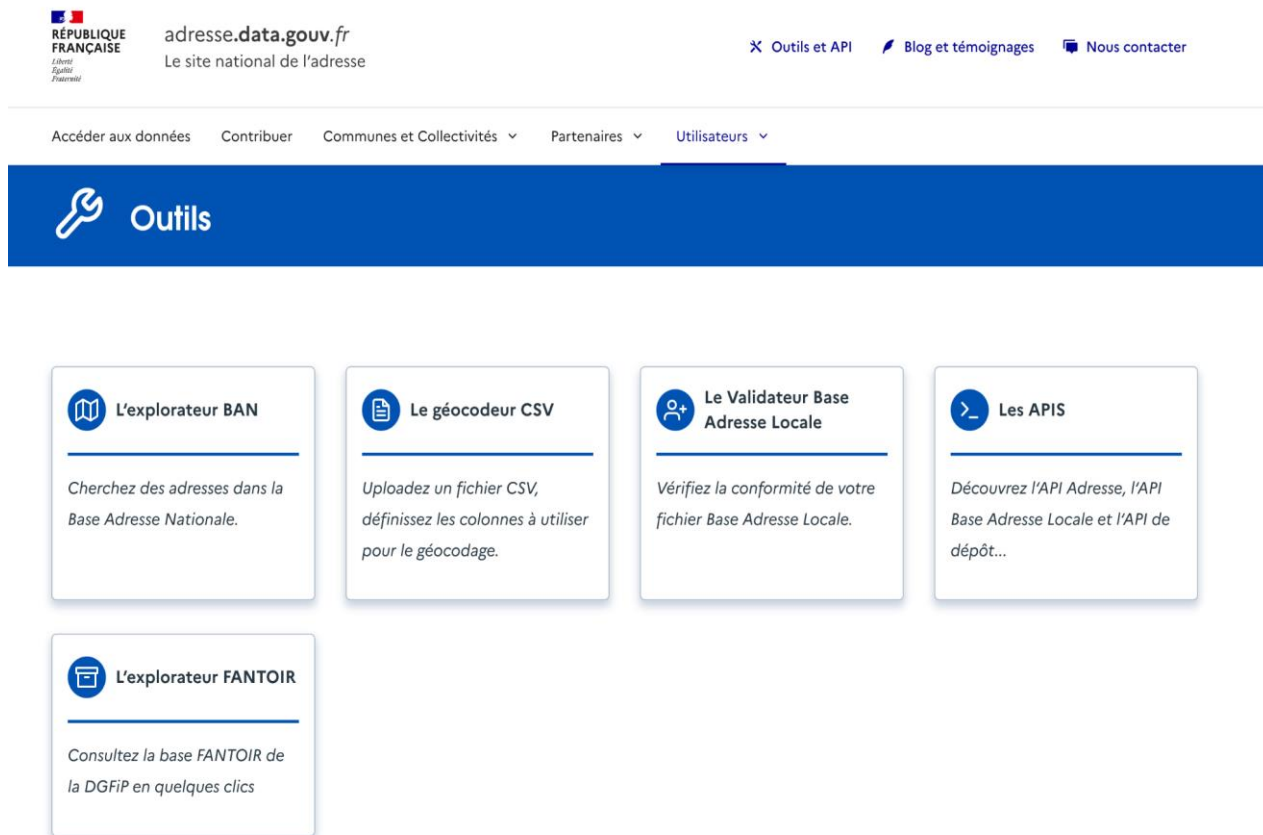 RÉPUBLIQUE
FRANÇAISE
Liberté
Égalité
Fraternité
adresse.data.gouv.fr
Le site national de l’adresse
Outils et API
Blog et témoignages
Nous contacter
Accéder aux données
Contribuer
Communes et Collectivités
Partenaires
Utilisateurs
Outils
L’explorateur BAN
Cherchez des adresses dans la
Base Adresse Nationale.
Le géocodeur CSV
Uploadez un fichier CSV,
définissez les colonnes à utiliser
pour le géocodage.
Le Validateur Base
Adresse Locale
Vérifiez la conformité de votre
fichier Base Adresse Locale.
Les APIS
Découvrez l’API Adresse, l’API
Base Adresse Locale et l’API de
dépôt...
L’explorateur FANTOIR
Consultez la base FANTOIR de
la DGFiP en quelques clics